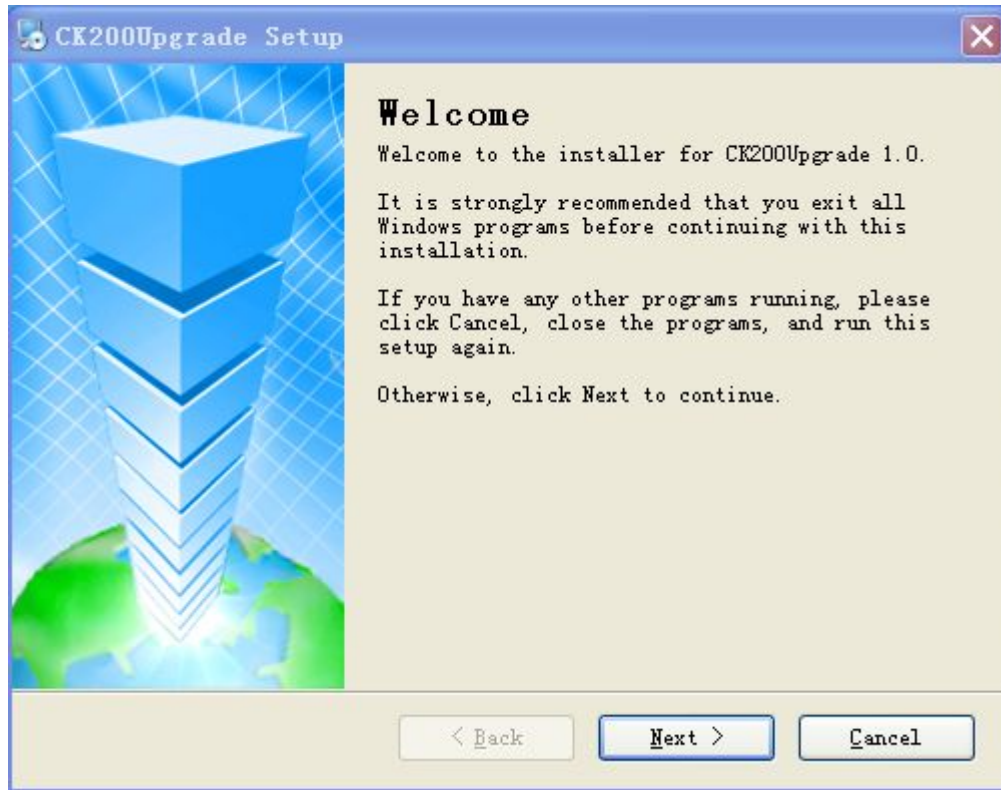 CK200Upgrade Setup
Welcome
Welcome to the installer for CK200Upgrade 1.0.
It is strongly recommended that you exit all
Windows programs before continuing with this
installation.
If you have any other programs running, please
click Cancel, close the programs, and run this
setup again.
Otherwise, click Next to continue.
< Back
Next >
Cancel